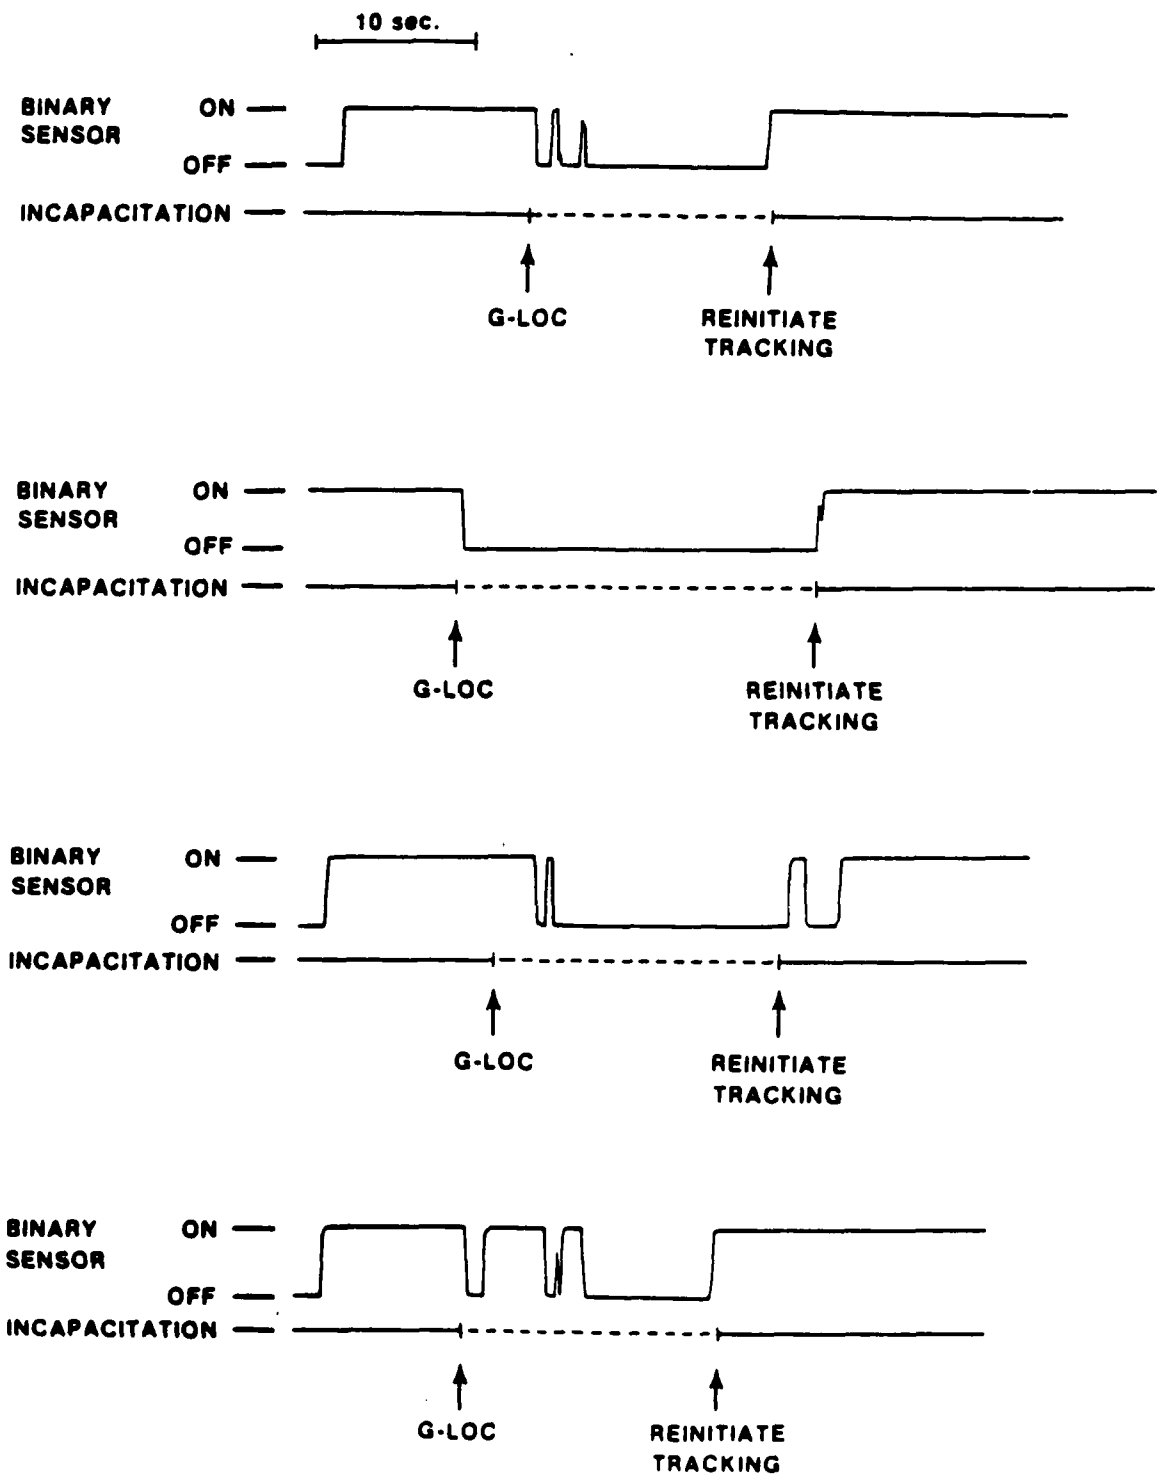 10 sec.
BINARY ON
SENSOR
OFF
INCAPACITATION
G-LOC REINITIATE
TRACKING
BINARY ON
SENSOR
OFF
INCAPACITATION
G-LOC REINITIATE
TRACKING
BINARY ON
SENSOR
OFF
INCAPACITATION
G-LOC REINITIATE
TRACKING
BINARY ON
SENSOR
OFF
INCAPACITATION
G-LOC REINITIATE
TRACKING